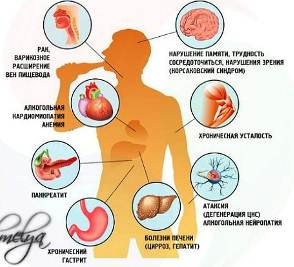 РАК,
ВАРИКОЗНОЕ
РАСШИРЕНИЕ
ВЕН ПИЩЕВОДА
НАРУШЕНИЕ ПАМЯТИ, ТРУДНОСТЬ
СОСРЕДОТОЧИТЬСЯ, НАРУШЕНИЯ ЗРЕНИЯ
(КОРСАКОВСКИЙ СИНДРОМ)
АЛКОГОЛЬНАЯ
КАРДИОМИОПАТИЯ
АНЕМИЯ
ХРОНИЧЕСКАЯ УСТАЛОСТЬ
ПАНКРЕАТИТ
АТАКСИЯ
(ДЕГЕНЕРАЦИЯ ЦНС)
АЛКОГОЛЬНАЯ НЕЙРОПАТИЯ
ХРОНИЧЕСКИЙ
ГАСТРИТ
БОЛЕЗНИ ПЕЧЕНИ
(ЦИРРОЗ, ГЕПАТИТ)